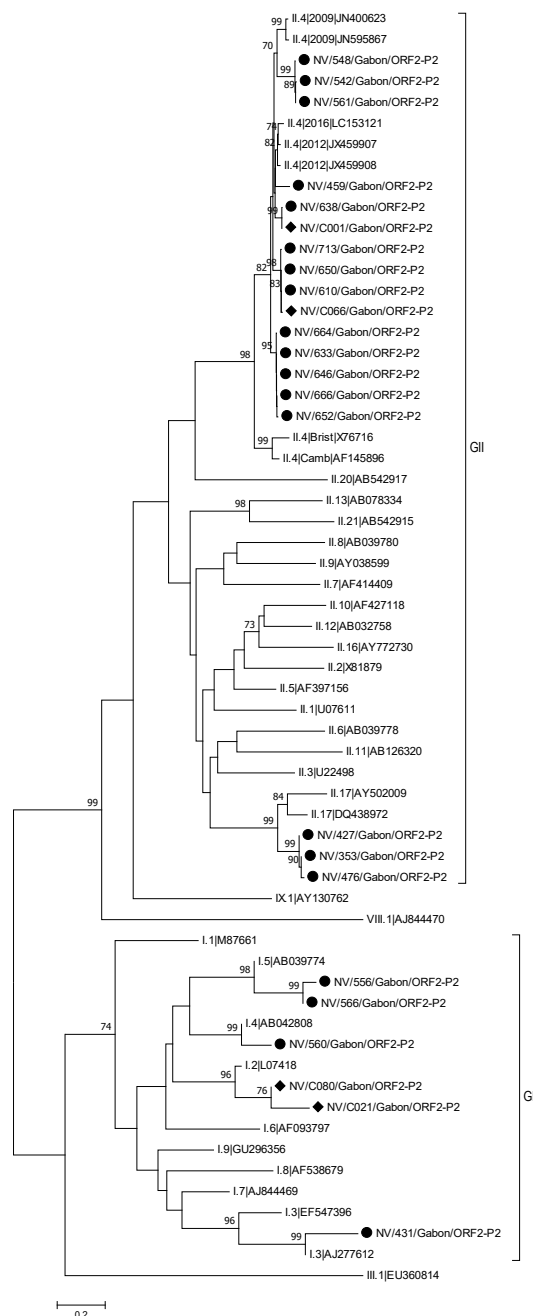 99
II.4|2009|JN400623
70
II.4|2009|JN595867
NV/548/Gabon/ORF2-P2
99
NV/542/Gabon/ORF2-P2
89
NV/561/Gabon/ORF2-P2
74
II.4|2016|LC153121
82
II.4|2012|JX459907
II.4|2012|JX459908
NV/459/Gabon/ORF2-P2
NV/638/Gabon/ORF2-P2
99
NV/C001/Gabon/ORF2-P2
NV/713/Gabon/ORF2-P2
98
82
NV/650/Gabon/ORF2-P2
83
NV/610/Gabon/ORF2-P2
NV/C066/Gabon/ORF2-P2
NV/664/Gabon/ORF2-P2
95
NV/633/Gabon/ORF2-P2
98
NV/646/Gabon/ORF2-P2
NV/666/Gabon/ORF2-P2
NV/652/Gabon/ORF2-P2
99
II.4|Brist|X76716
II.4|Camb|AF145896
GII
II.20|AB542917
II.13|AB078334
98
II.21|AB542915
II.8|AB039780
II.9|AY038599
II.7|AF414409
II.10|AF427118
73
II.12|AB032758
II.16|AY772730
II.2|X81879
II.5|AF397156
II.1|U07611
II.6|AB039778
II.11|AB126320
II.3|U22498
84
II.17|AY502009
99
II.17|DQ438972
NV/427/Gabon/ORF2-P2
99
NV/353/Gabon/ORF2-P2
90
NV/476/Gabon/ORF2-P2
99
IX.1|AY130762
VIII.1|AJ844470
I.1|M87661
I.5|AB039774
98
NV/556/Gabon/ORF2-P2
99
NV/566/Gabon/ORF2-P2
74
I.4|AB042808
99
NV/560/Gabon/ORF2-P2
I.2|L07418
96
NV/C080/Gabon/ORF2-P2
76
NV/C021/Gabon/ORF2-P2
G
I.6|AF093797
I.9|GU296356
I.8|AF538679
I.7|AJ844469
I.3|EF547396
96
NV/431/Gabon/ORF2-P2
99
I.3|AJ277612
III.1|EU360814
0.2